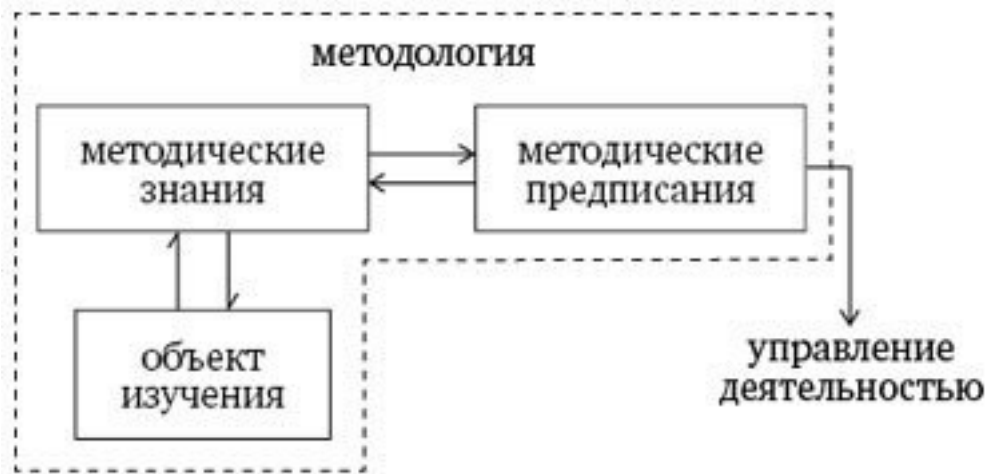 методология
методические
знания
методические
предписания
объект
изучения
управление
деятельностью